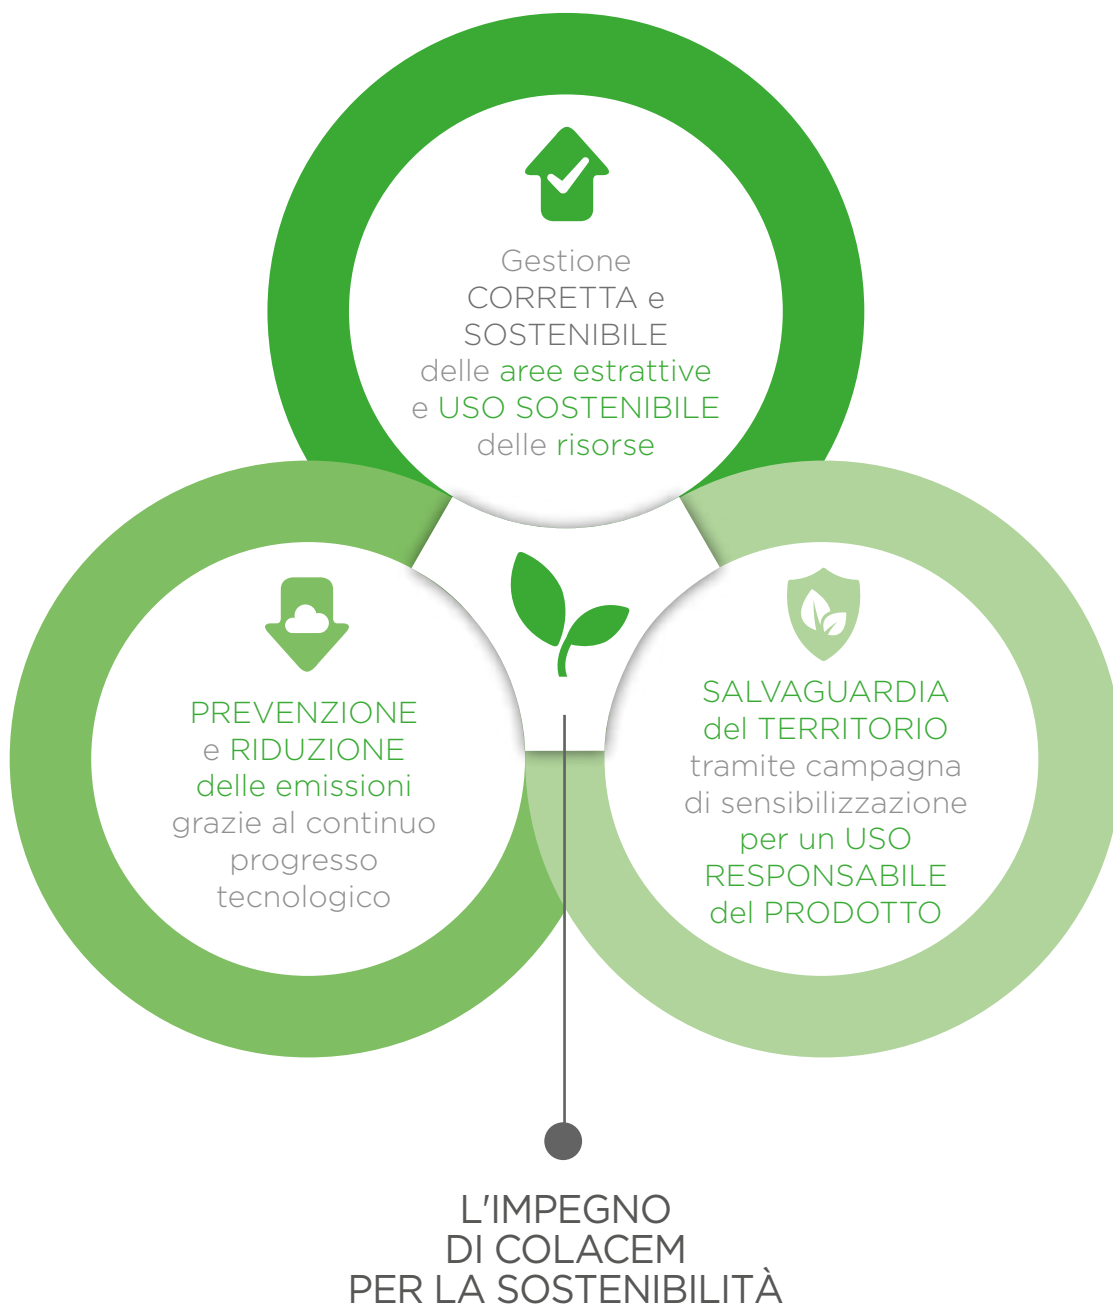 Gestione
CORRETTA e
SOSTENIBILE
delle aree estrattive
e USO SOSTENIBILE
delle risorse
PREVENZIONE
e RIDUZIONE
delle emissioni
grazie al continuo
progresso
tecnologico
SALVAGUARDIA
del TERRITORIO
tramite campagna
di sensibilizzazione
per un USO
RESPONSABILE
del PRODOTTO
L'IMPEGNO
DI COLACEM
PER LA SOSTENIBILITÀ